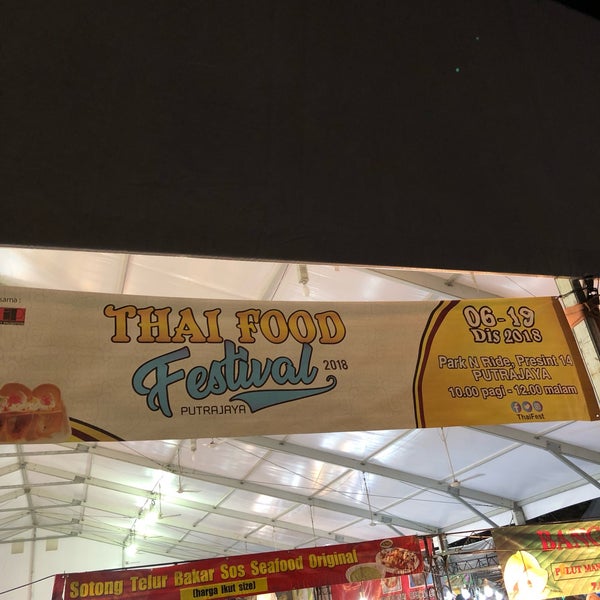 sama :
THAI FOOD
Festival 2018
PUTRAJAYA
06-19
Dis 2018
Park N Ride, Presint 14
PUTRAJAYA
10.00 pagi - 12.00 malam
ThaiFest
Sotong Telur Bakar Sos Seafood Original
(harga Ikut size)